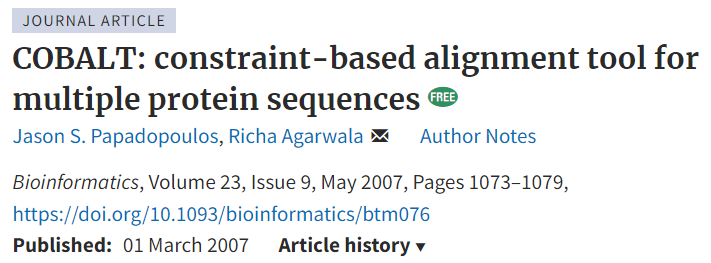 JOURNAL ARTICLE
COBALT: constraint-based alignment tool for
multiple protein sequences FREE
Jason S. Papadopoulos, Richa Agarwala Author Notes
Bioinformatics, Volume 23, Issue 9, May 2007, Pages 1073–1079,
https://doi.org/10.1093/bioinformatics/btm076
Published: 01 March 2007 Article history ▾